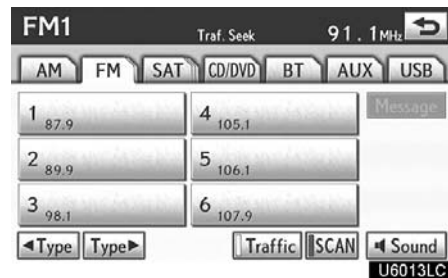 FM1 Traf. Seek 91.1MHz
AM FM SAT CD/DVD BT AUX USB
1 87.9 4 105.1 Message
2 89.9 5 106.1
3 98.1 6 107.9
◄Type Type► Traffic SCAN Sound
U6013LC